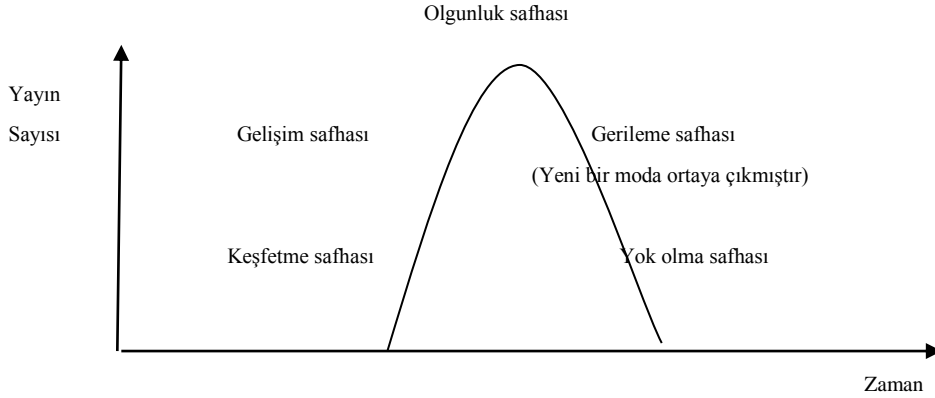 Olgunluk safhası
Yayın
Sayısı
Gelişim safhası
Gerileme safhası
(Yeni bir moda ortaya çıkmıştır)
Keşfetme safhası
Yok olma safhası
Zaman